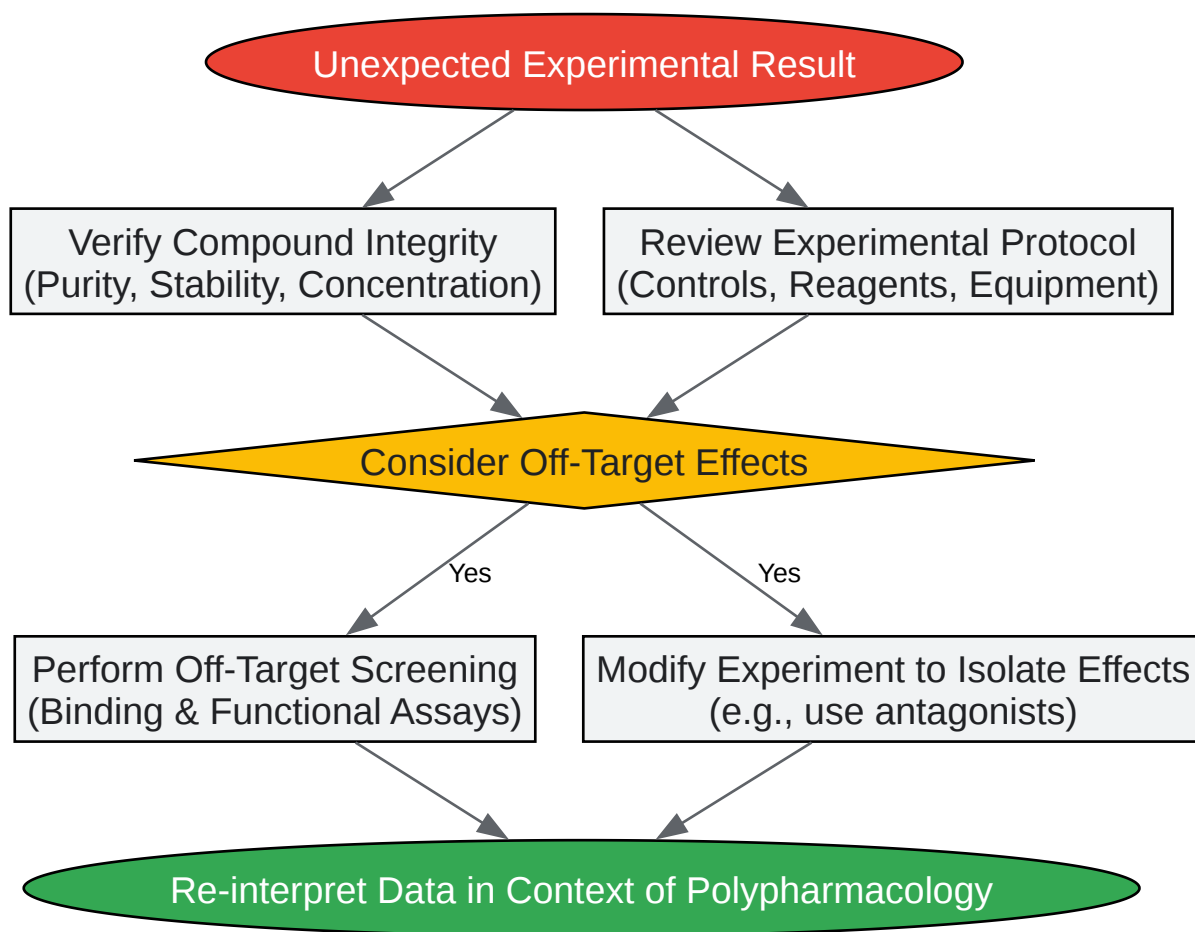 Unexpected Experimental Result
Verify Compound Integrity
(Purity, Stability, Concentration)
Review Experimental Protocol
(Controls, Reagents, Equipment)
Consider Off-Target Effects
Yes
Yes
Perform Off-Target Screening
(Binding & Functional Assays)
Modify Experiment to Isolate Effects
(e.g., use antagonists)
Re-interpret Data in Context of Polypharmacology